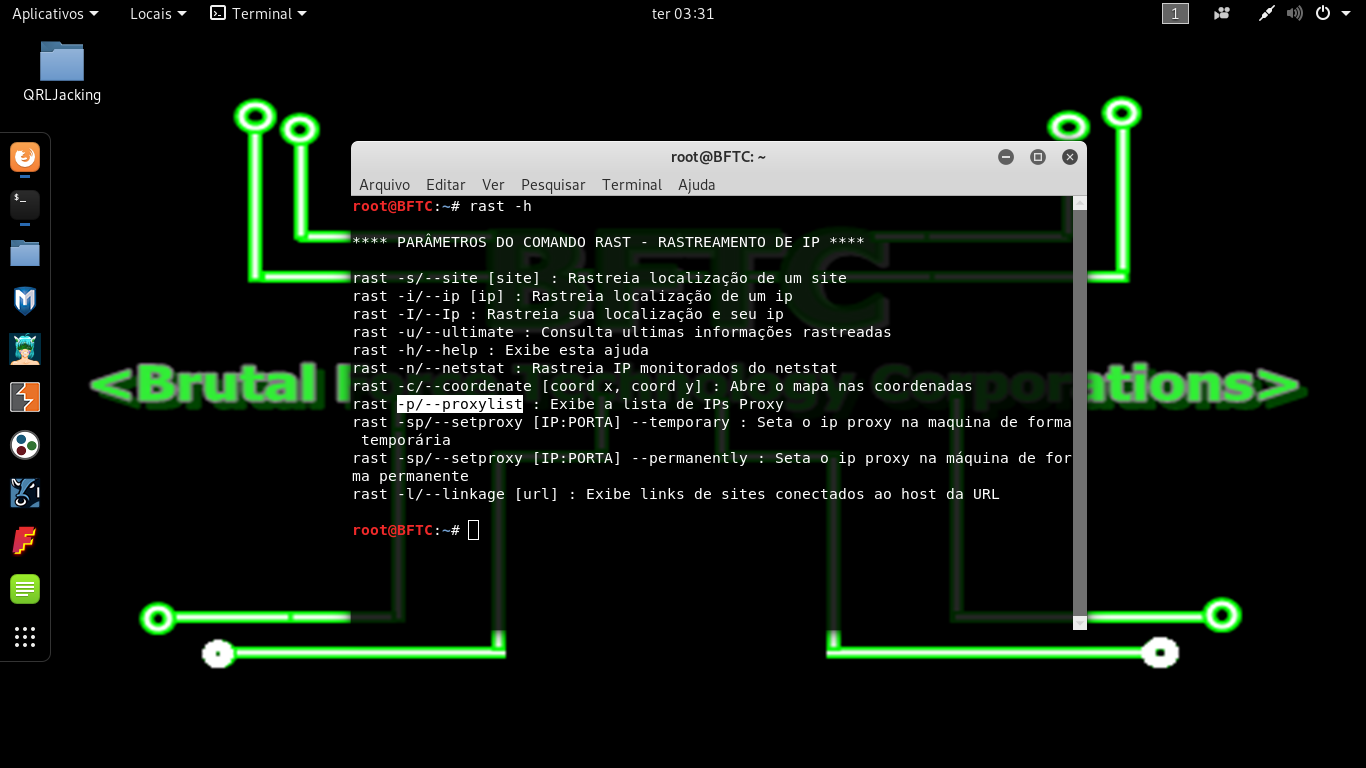 Aplicativos Locais Terminal ter 03:31 1
QRLJacking
root@BFTC: ~
Arquivo Editar Ver Pesquisar Terminal Ajuda
root@BFTC:~# rast -h
**** PARÂMETROS DO COMANDO RAST - RASTREAMENTO DE IP ****
rast -s/--site [site] : Rastreia localização de um site
rast -i/--ip [ip] : Rastreia localização de um ip
rast -I/--Ip : Rastreia sua localização e seu ip
rast -u/--ultimate : Consulta ultimas informações rastreadas
rast -h/--help : Exibe esta ajuda
rast -n/--netstat : Rastreia IP monitorados do netstat
rast -c/--coordenate [coord x, coord y] : Abre o mapa nas coordenadas
rast -p/--proxylist : Exibe a lista de IPs Proxy
rast -sp/--setproxy [IP:PORTA] --temporary : Seta o ip proxy na maquina de forma
temporária
rast -sp/--setproxy [IP:PORTA] --permanently : Seta o ip proxy na máquina de for
ma permanente
rast -l/--linkage [url] : Exibe links de sites conectados ao host da URL
root@BFTC:~#
BFTC
<Brutal Corporations>